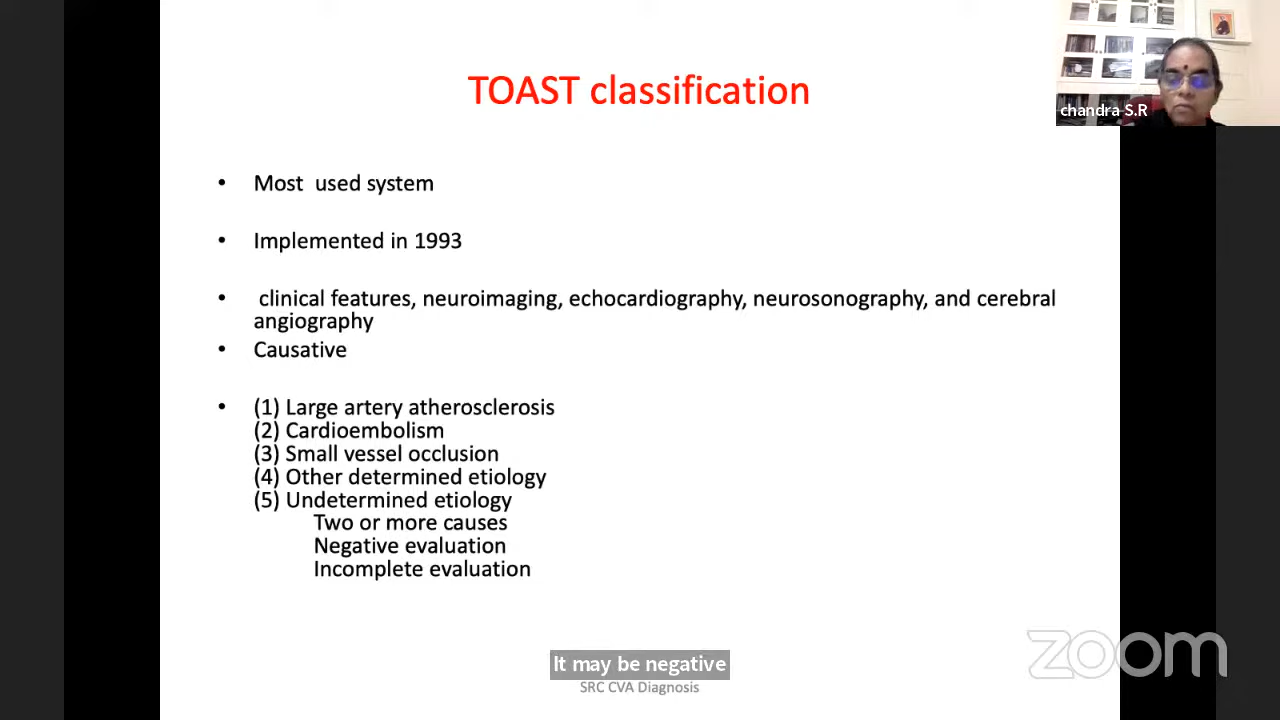 TOAST classification
chandra S.R
• Most used system
• Implemented in 1993
• clinical features, neuroimaging, echocardiography, neurosonography, and cerebral
angiography
• Causative
• (1) Large artery atherosclerosis
(2) Cardioembolism
(3) Small vessel occlusion
(4) Other determined etiology
(5) Undetermined etiology
Two or more causes
Negative evaluation
Incomplete evaluation
It may be negative
SRC CVA Diagnosis
zoom